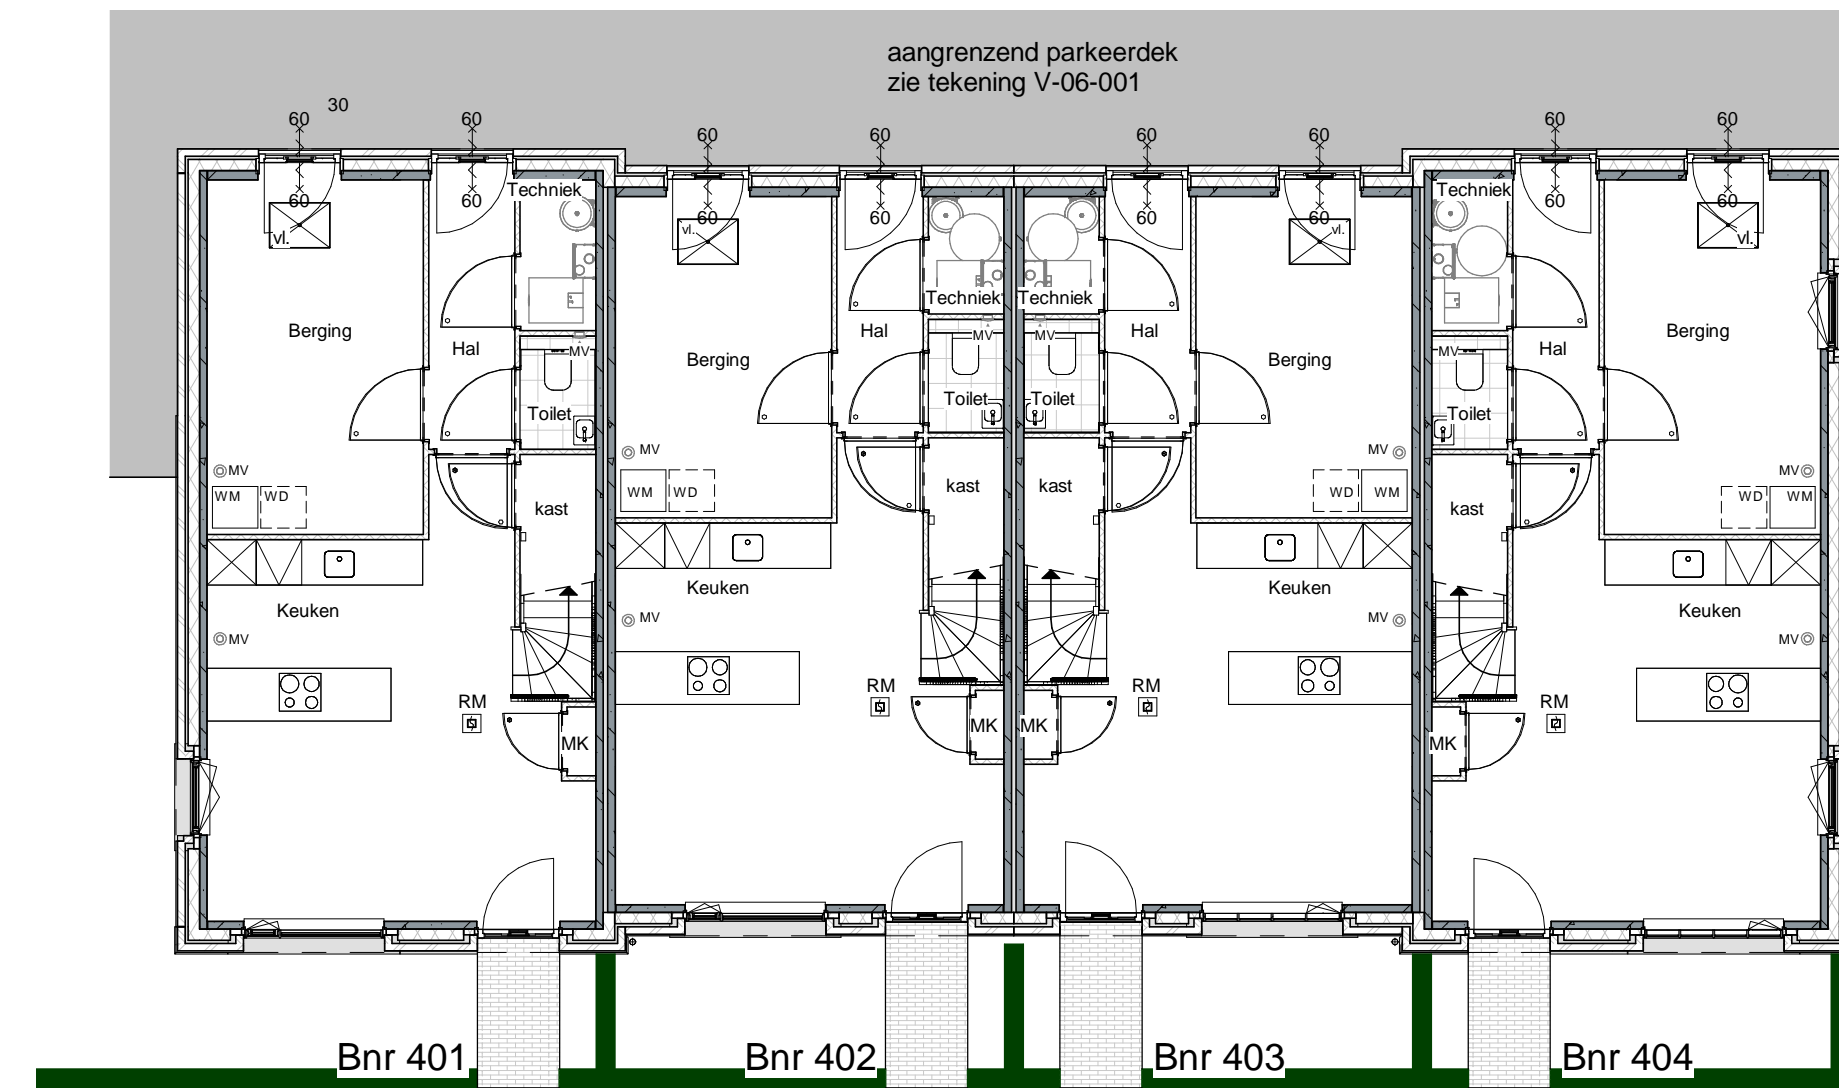 aangrenzend parkeerdek
zie tekening V-06-001
30
60 60 60 60 60 60 60 60
60 60 60 60 60 60 60 60
Techniek Techniek
vl. vl. vl. vl.
Techniek Techniek
Berging Hal Hal Berging
Hal Berging Berging Hal
MV MV MV MV
Toilet Toilet Toilet Toilet
MV MV MV MV
WM WD WM WD WD WM WD WM
kast kast kast kast
Keuken Keuken Keuken Keuken
MV MV MV MV
RM RM RM RM
MK MK MK MK
Bnr 401 Bnr 402 Bnr 403 Bnr 404